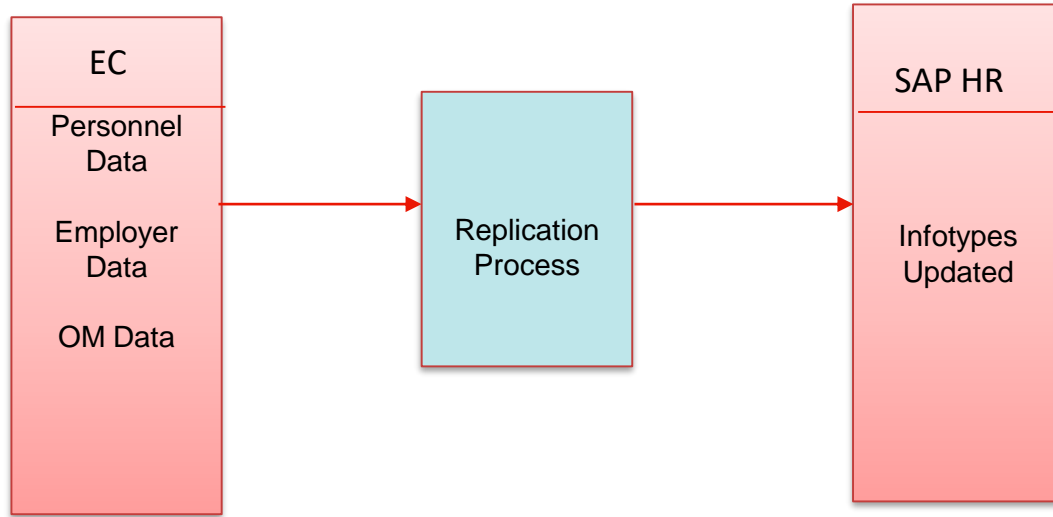 EC
Personnel
Data
Employer
Data
OM Data
Replication
Process
SAP HR
Infotypes
Updated